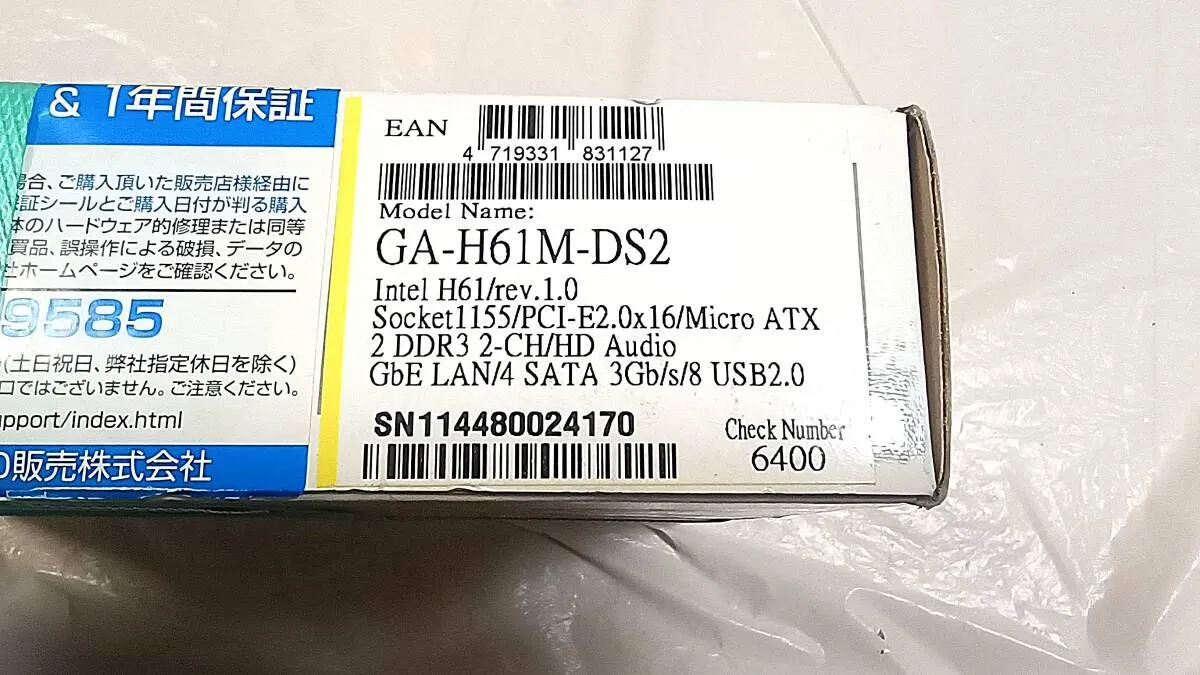 & 1年間保証
場合、ご購入頂いた販売店様経由に
保証シールとご購入日付が判る購入
体のハードウェア的修理または同等
買品、誤操作による破損、データの
社ホームページをご確認ください。
9585
(土日祝日、弊社指定休日を除く)
口ではございません。ご注意ください。
upport/index.html
販売株式会社
EAN
4 719331 831127
Model Name:
GA-H61M-DS2
Intel H61/rev.1.0
Socket1155/PCI-E2.0x16/Micro ATX
2 DDR3 2-CH/HD Audio
GbE LAN/4 SATA 3Gb/s/8 USB2.0
SN114480024170
Check Number
6400